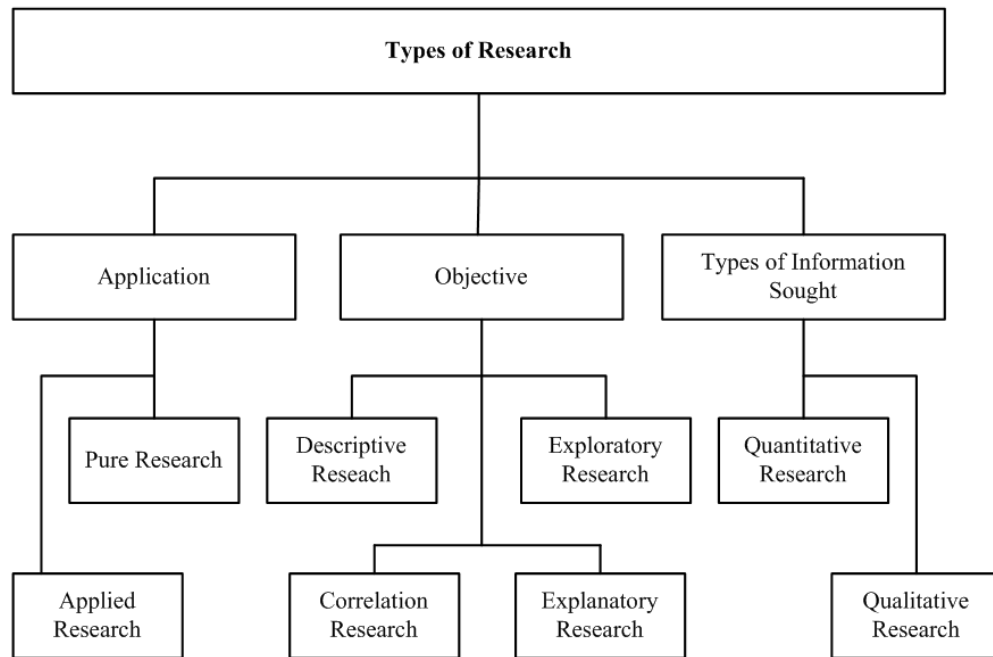 Types of Research
Application
Objective
Types of Information
Sought
Pure Research
Descriptive
Reseach
Exploratory
Research
Quantitative
Research
Applied
Research
Correlation
Research
Explanatory
Research
Qualitative
Research